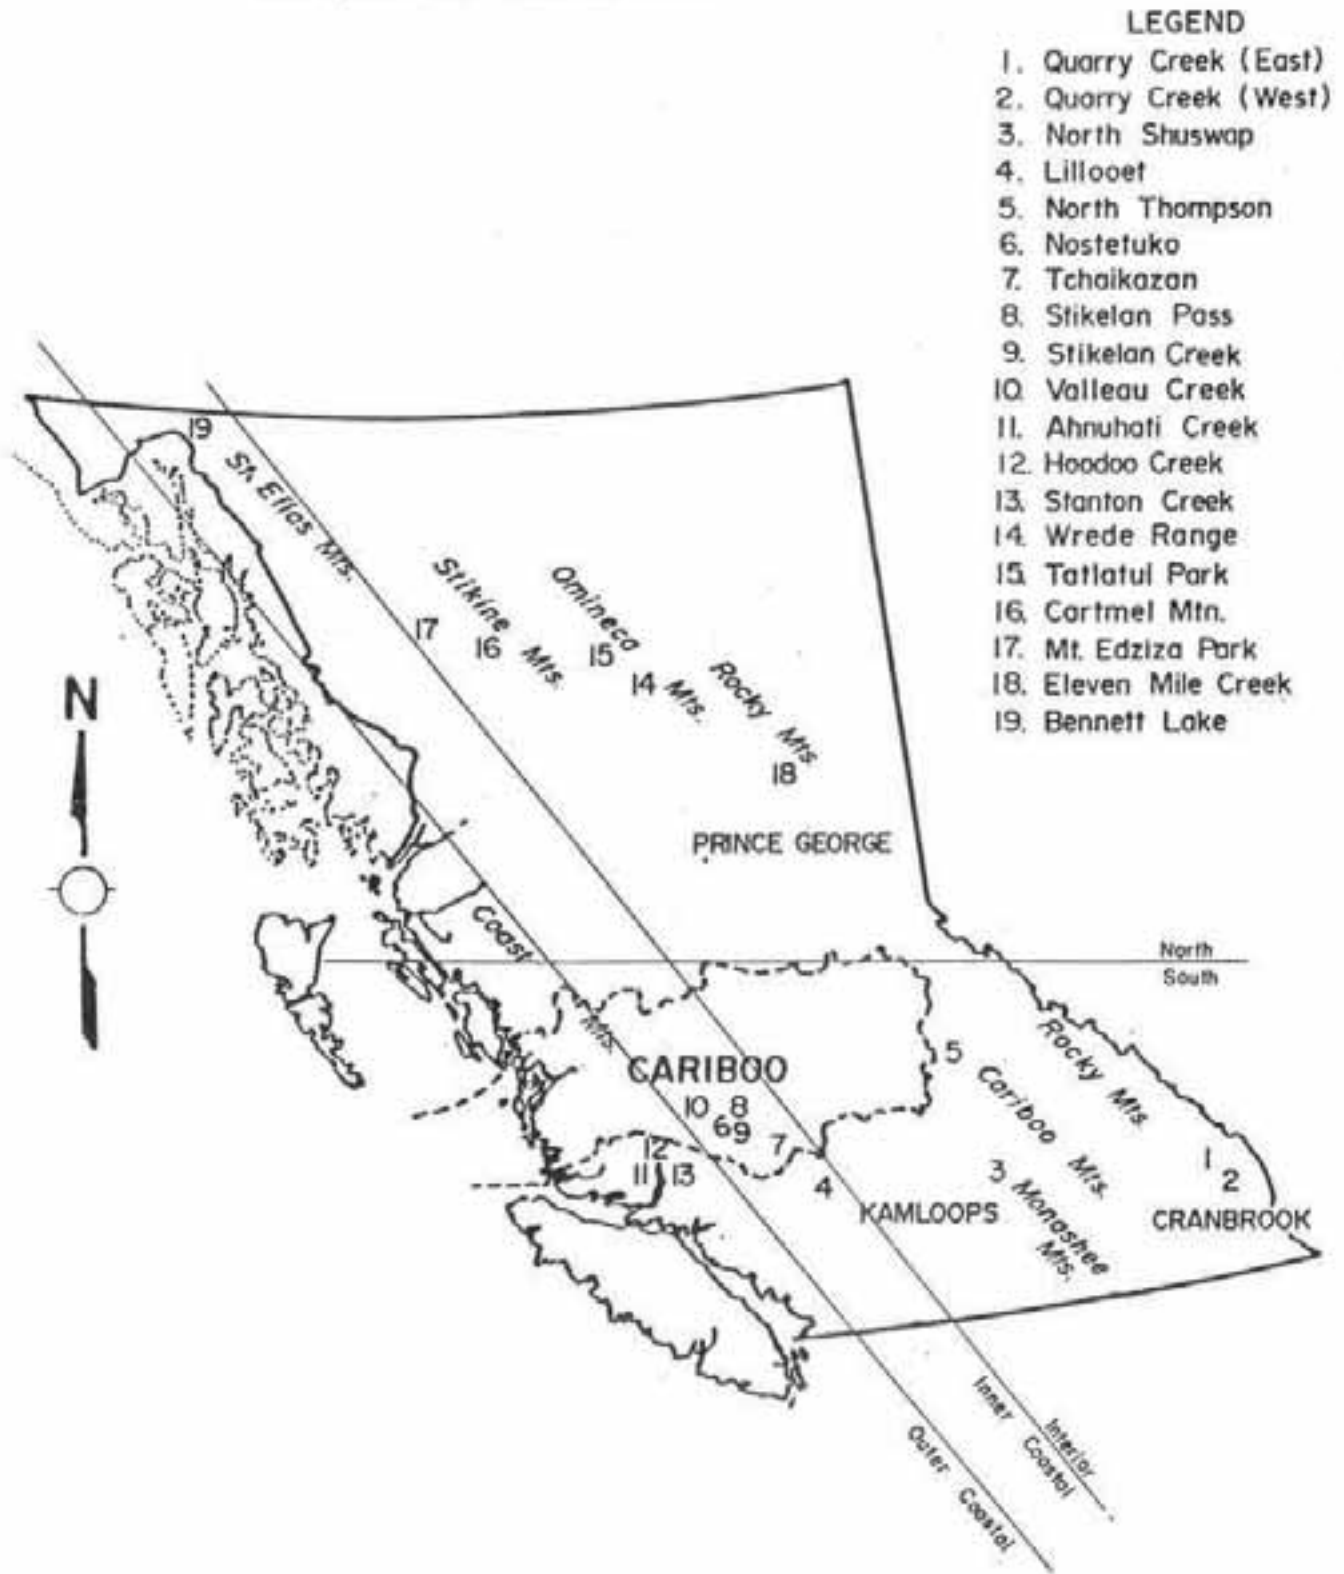 LEGEND
1. Quarry Creek (East)
2. Quarry Creek (West)
3. North Shuswap
4. Lillooet
5. North Thompson
6. Nostetuko
7. Tchaikazan
8. Stikelan Pass
9. Stikelan Creek
10. Valleau Creek
11. Ahnuhati Creek
12. Hoodoo Creek
13. Stanton Creek
14. Wrede Range
15. Tatlatui Park
16. Cartmel Mtn.
17. Mt. Edziza Park
18. Eleven Mile Creek
19. Bennett Lake
19
St. Elias Mts.
Stikine Mts.
Omineca Mts.
Rocky Mts.
17
16
15
14
18
N
PRINCE GEORGE
Coast Mts.
North
South
CARIBOO
5
Cariboo Mts.
Rocky Mts.
10 8
69
7
12
11 13
4
3
Monashee Mts.
1
2
KAMLOOPS
CRANBROOK
Interior
Inner Coastal
Outer Coastal